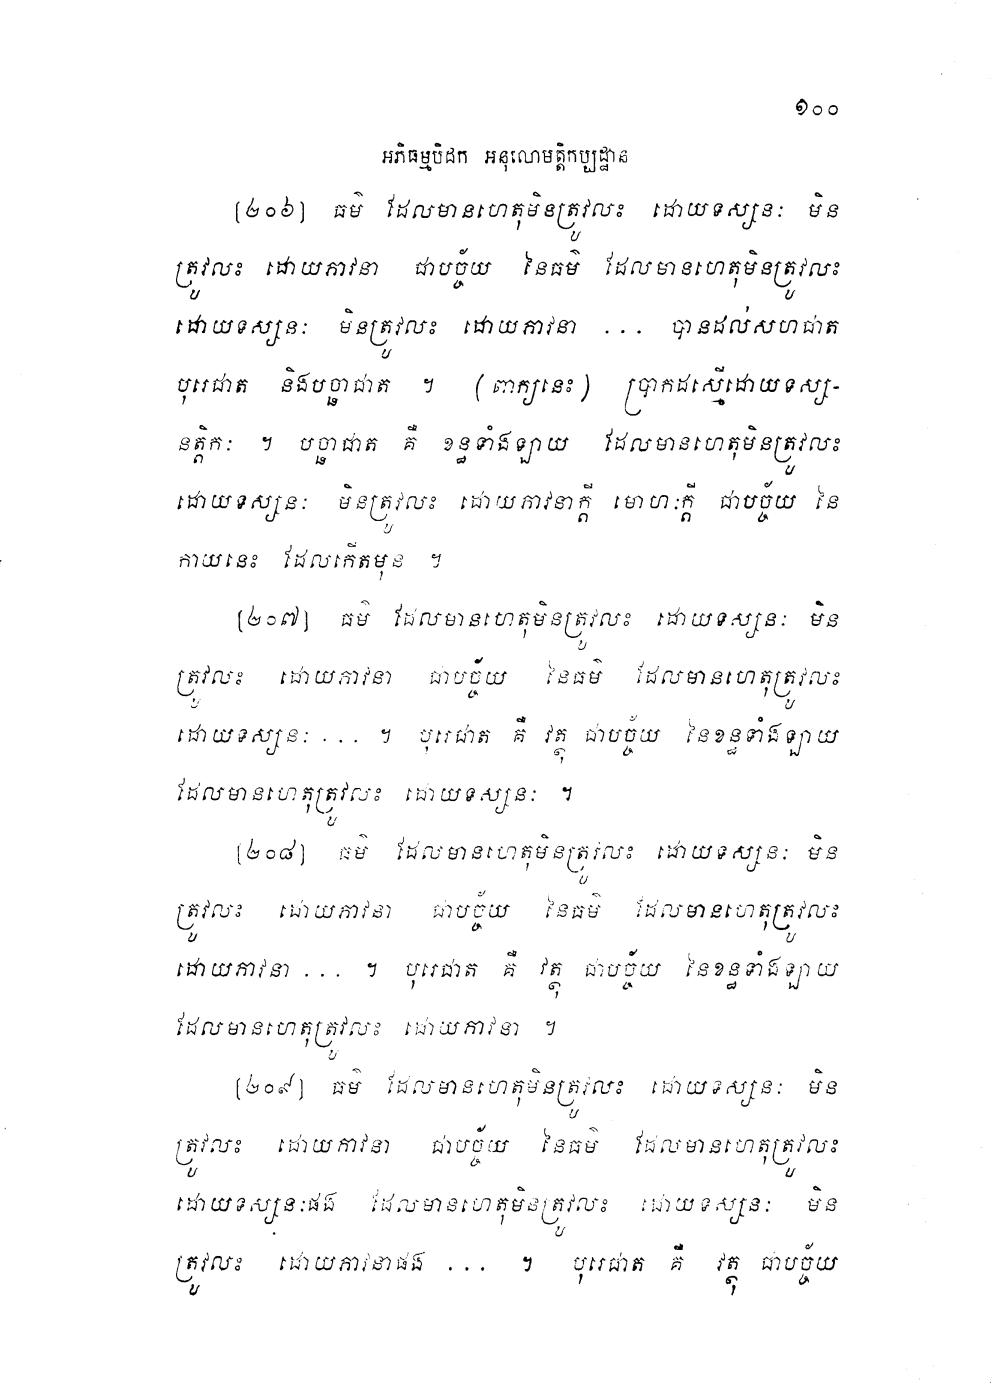 ១០០
អភិធម្មបិដក អនុលោមត្តិកប្បដ្ឋាន
[២០៦] ធម៌ ដែលមានហេតុមិនត្រូវលះ ដោយទស្សនៈ មិន
ត្រូវលះ ដោយភាវនា ជាបច្ច័យ នៃធម៌ ដែលមានហេតុមិនត្រូវលះ
ដោយទស្សនៈ មិនត្រូវលះ ដោយភាវនា ... បានដល់សហជាត
បុរេជាត និងបច្ឆាជាត ។ (ពាក្យនេះ) ប្រាកដស្មើដោយទស្ស-
នត្តិកៈ ។ បច្ឆាជាត គឺ ខន្ធទាំងឡាយ ដែលមានហេតុមិនត្រូវលះ
ដោយទស្សនៈ មិនត្រូវលះ ដោយភាវនាក្តី មោហៈក្តី ជាបច្ច័យ នៃ
កាយនេះ ដែលកើតមុន ។
[២០៧] ធម៌ ដែលមានហេតុមិនត្រូវលះ ដោយទស្សនៈ មិន
ត្រូវលះ ដោយភាវនា ជាបច្ច័យ នៃធម៌ ដែលមានហេតុត្រូវលះ
ដោយទស្សនៈ ... ។ បុរេជាត គឺ វត្ថុ ជាបច្ច័យ នៃខន្ធទាំងឡាយ
ដែលមានហេតុត្រូវលះ ដោយទស្សនៈ ។
[២០៨] ធម៌ ដែលមានហេតុមិនត្រូវលះ ដោយទស្សនៈ មិន
ត្រូវលះ ដោយភាវនា ជាបច្ច័យ នៃធម៌ ដែលមានហេតុត្រូវលះ
ដោយភាវនា ... ។ បុរេជាត គឺ វត្ថុ ជាបច្ច័យ នៃខន្ធទាំងឡាយ
ដែលមានហេតុត្រូវលះ ដោយភាវនា ។
[២០៩] ធម៌ ដែលមានហេតុមិនត្រូវលះ ដោយទស្សនៈ មិន
ត្រូវលះ ដោយភាវនា ជាបច្ច័យ នៃធម៌ ដែលមានហេតុត្រូវលះ
ដោយទស្សនៈផង ដែលមានហេតុមិនត្រូវលះ ដោយទស្សនៈ មិន
ត្រូវលះ ដោយភាវនាផង ... ។ បុរេជាត គឺ វត្ថុ ជាបច្ច័យ